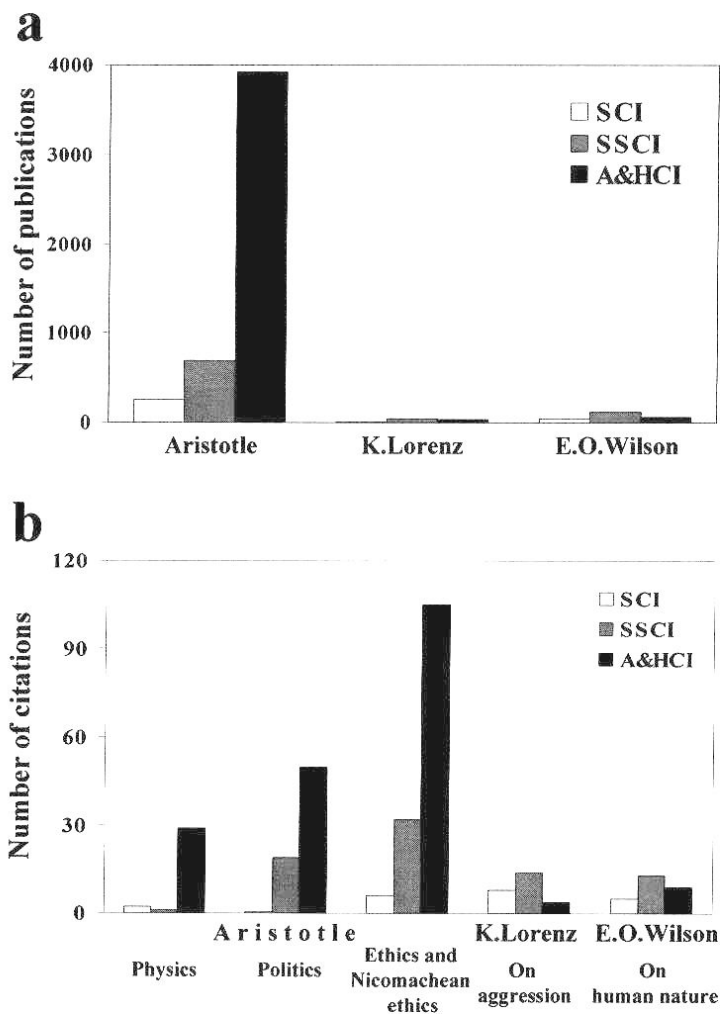 a
Number of publications
4000
3000
2000
1000
0
SCI
SSCI
A&HCI
Aristotle K.Lorenz E.O.Wilson
b
Number of citations
120
90
60
30
0
SCI
SSCI
A&HCI
Aristotle K.Lorenz E.O.Wilson
Physics Politics Ethics and Nicomachean ethics On aggression On human nature